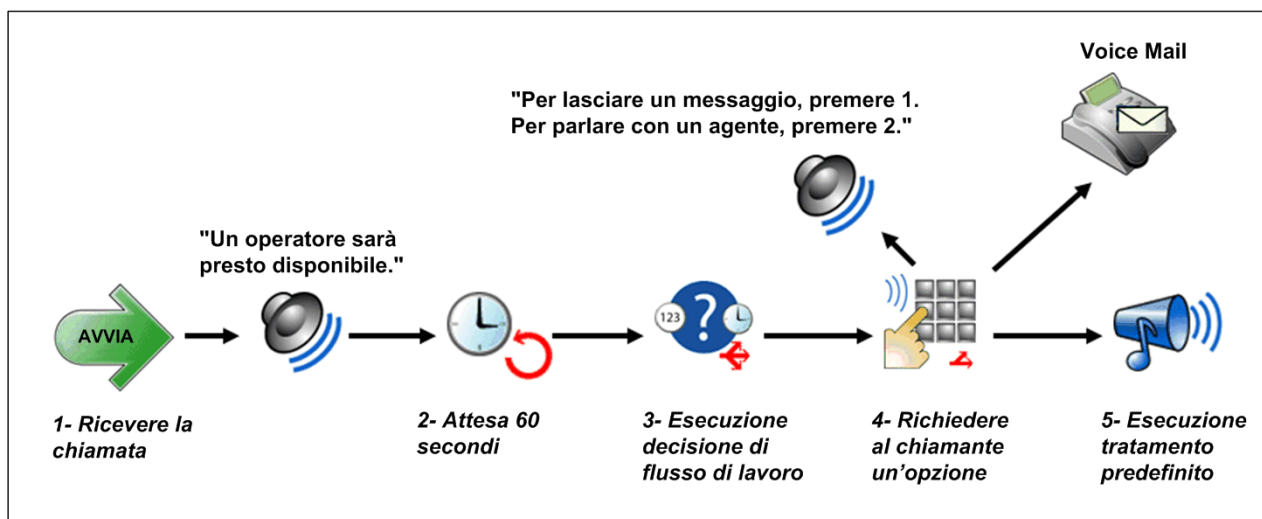 Voice Mail
"Per lasciare un messaggio, premere 1.
Per parlare con un agente, premere 2."
"Un operatore sarà
presto disponibile."
AVVIA
123
?
1- Ricevere la
chiamata
2- Attesa 60
secondi
3- Esecuzione
decisione di
flusso di lavoro
4- Richiedere
al chiamante
un’opzione
5- Esecuzione
tratamento
predefinito